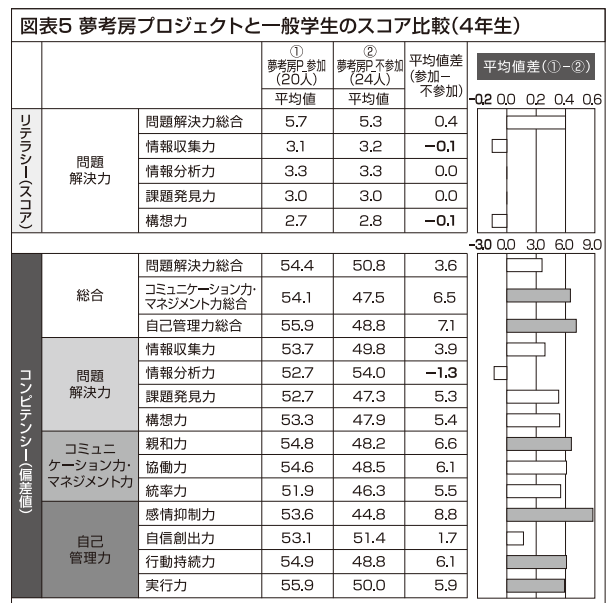 図表5 夢考房プロジェクトと一般学生のスコア比較(4年生)
① 夢考房P_参加 (20人) 平均値
② 夢考房P_不参加 (24人) 平均値
平均値差 (参加ー 不参加)
平均値差(①-②)
-0.2 0.0 0.2 0.4 0.6
リテラシー(スコア)
問題 解決力
問題解決力総合 5.7 5.3 0.4
情報収集力 3.1 3.2 -0.1
情報分析力 3.3 3.3 0.0
課題発見力 3.0 3.0 0.0
構想力 2.7 2.8 -0.1
-3.0 0.0 3.0 6.0 9.0
コンピテンシー(偏差値)
総合
問題解決力総合 54.4 50.8 3.6
コミュニケーション力・マネジメント力総合 54.1 47.5 6.5
自己管理力総合 55.9 48.8 7.1
問題 解決力
情報収集力 53.7 49.8 3.9
情報分析力 52.7 54.0 -1.3
課題発見力 52.7 47.3 5.3
構想力 53.3 47.9 5.4
コミュニケーション力・マネジメント力
親和力 54.8 48.2 6.6
協働力 54.6 48.5 6.1
統率力 51.9 46.3 5.5
自己 管理力
感情抑制力 53.6 44.8 8.8
自信創出力 53.1 51.4 1.7
行動持続力 54.9 48.8 6.1
実行力 55.9 50.0 5.9